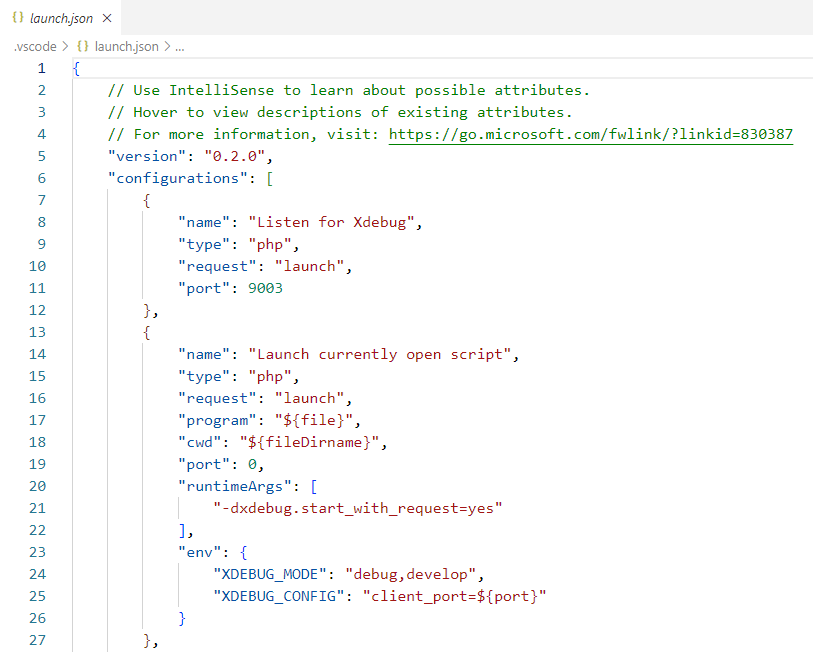 {} launch.json ×
.vscode > {} launch.json > ...
1 {
2     // Use IntelliSense to learn about possible attributes.
3     // Hover to view descriptions of existing attributes.
4     // For more information, visit: https://go.microsoft.com/fwlink/?linkid=830387
5     "version": "0.2.0",
6     "configurations": [
7         {
8             "name": "Listen for Xdebug",
9             "type": "php",
10             "request": "launch",
11             "port": 9003
12         },
13         {
14             "name": "Launch currently open script",
15             "type": "php",
16             "request": "launch",
17             "program": "${file}",
18             "cwd": "${fileDirname}",
19             "port": 0,
20             "runtimeArgs": [
21                 "-dxdebug.start_with_request=yes"
22             ],
23             "env": {
24                 "XDEBUG_MODE": "debug,develop",
25                 "XDEBUG_CONFIG": "client_port=${port}"
26             }
27         },